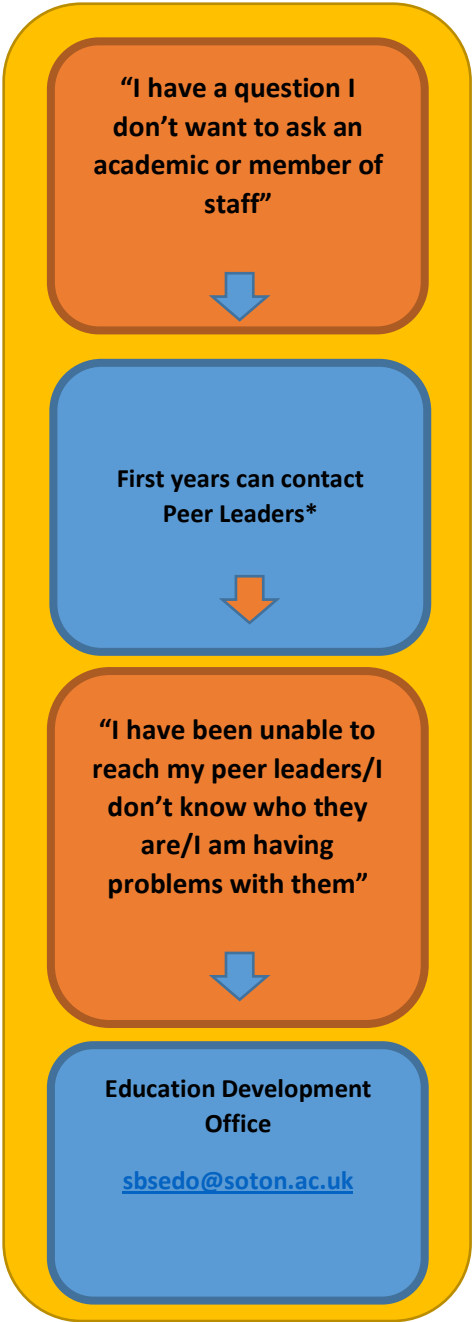 “I have a question I
don’t want to ask an
academic or member of
staff”
First years can contact
Peer Leaders*
“I have been unable to
reach my peer leaders/I
don’t know who they
are/I am having
problems with them”
Education Development
Office
sbsedo@soton.ac.uk